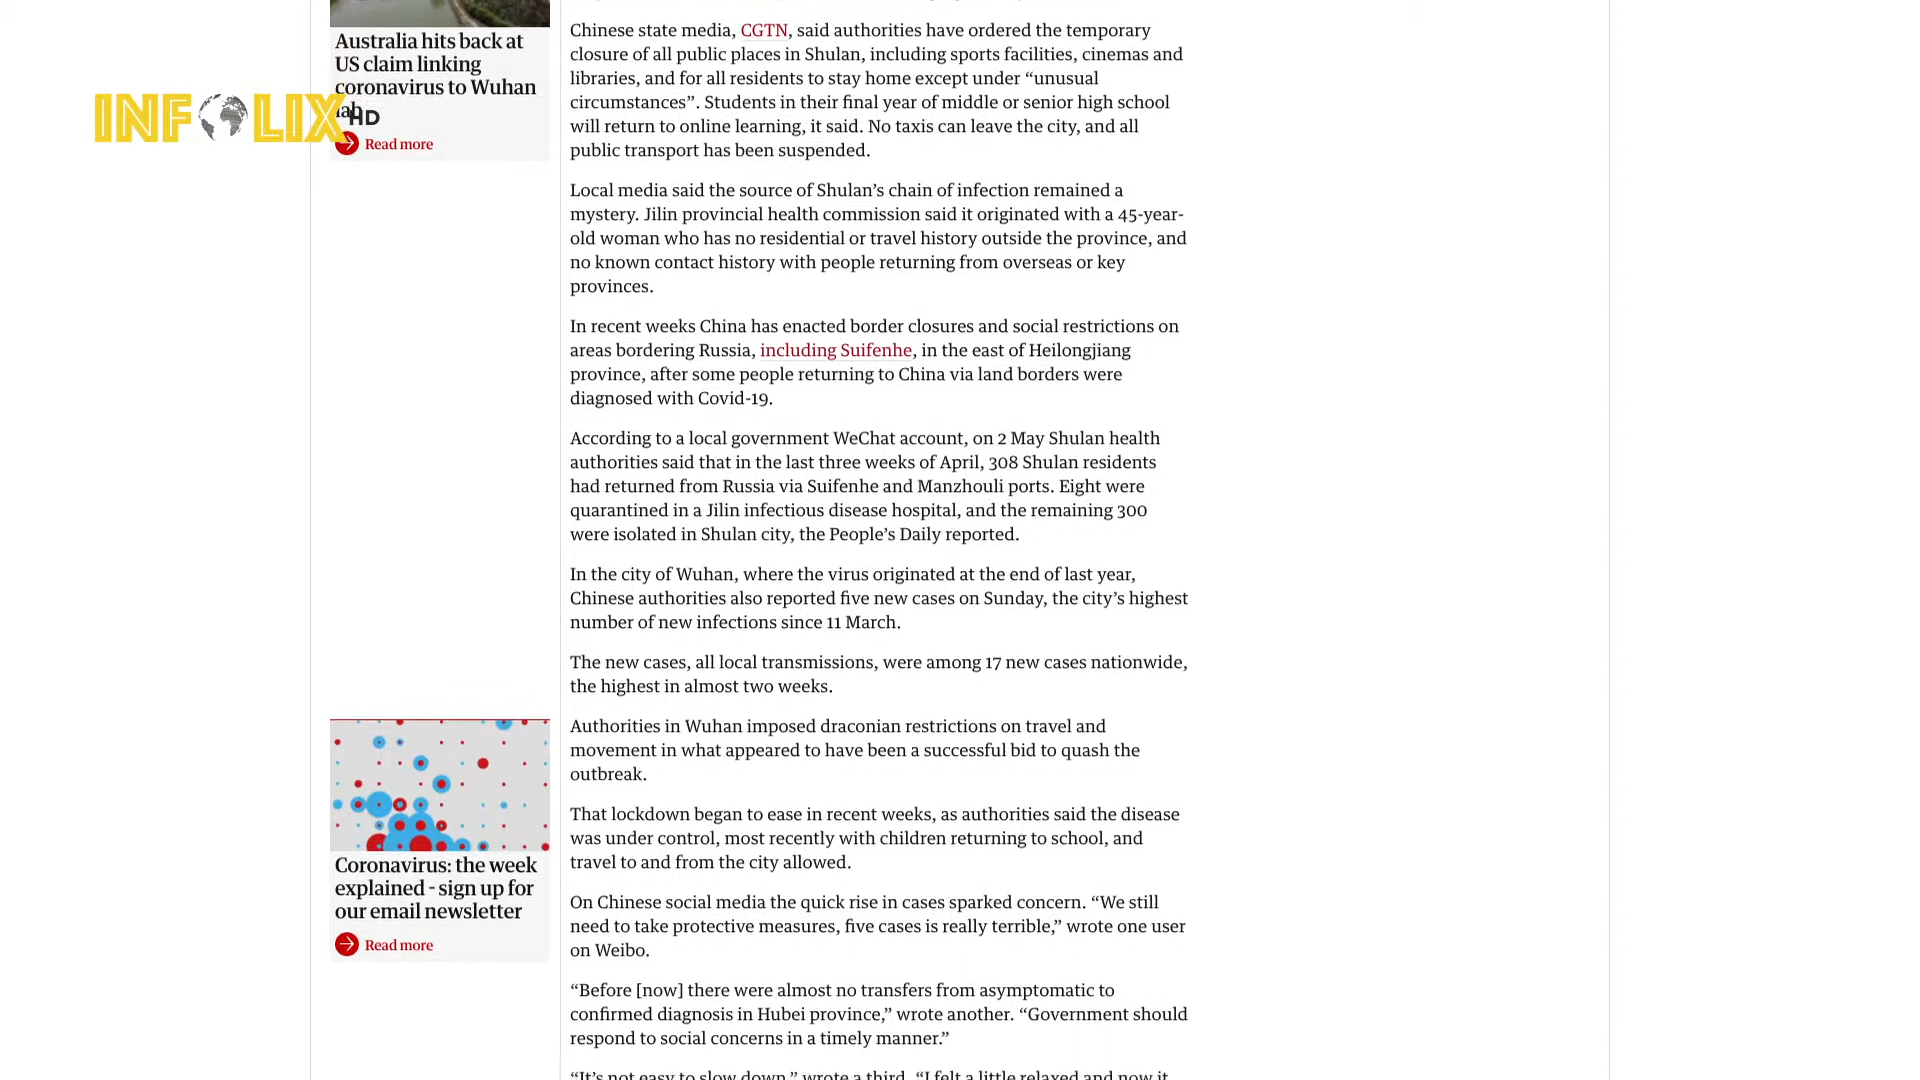 Australia hits back at
US claim linking
coronavirus to Wuhan
lab
Read more
INFOLIX HD
Chinese state media, CGTN, said authorities have ordered the temporary
closure of all public places in Shulan, including sports facilities, cinemas and
libraries, and for all residents to stay home except under “unusual
circumstances”. Students in their final year of middle or senior high school
will return to online learning, it said. No taxis can leave the city, and all
public transport has been suspended.
Local media said the source of Shulan’s chain of infection remained a
mystery. Jilin provincial health commission said it originated with a 45-year-
old woman who has no residential or travel history outside the province, and
no known contact history with people returning from overseas or key
provinces.
In recent weeks China has enacted border closures and social restrictions on
areas bordering Russia, including Suifenhe, in the east of Heilongjiang
province, after some people returning to China via land borders were
diagnosed with Covid-19.
According to a local government WeChat account, on 2 May Shulan health
authorities said that in the last three weeks of April, 308 Shulan residents
had returned from Russia via Suifenhe and Manzhouli ports. Eight were
quarantined in a Jilin infectious disease hospital, and the remaining 300
were isolated in Shulan city, the People’s Daily reported.
In the city of Wuhan, where the virus originated at the end of last year,
Chinese authorities also reported five new cases on Sunday, the city’s highest
number of new infections since 11 March.
The new cases, all local transmissions, were among 17 new cases nationwide,
the highest in almost two weeks.
Authorities in Wuhan imposed draconian restrictions on travel and
movement in what appeared to have been a successful bid to quash the
outbreak.
That lockdown began to ease in recent weeks, as authorities said the disease
was under control, most recently with children returning to school, and
travel to and from the city allowed.
On Chinese social media the quick rise in cases sparked concern. “We still
need to take protective measures, five cases is really terrible,” wrote one user
on Weibo.
“Before [now] there were almost no transfers from asymptomatic to
confirmed diagnosis in Hubei province,” wrote another. “Government should
respond to social concerns in a timely manner.”
“It’s not easy to slow down,” wrote a third. “I felt a little relaxed and now it
Coronavirus: the week
explained - sign up for
our email newsletter
Read more